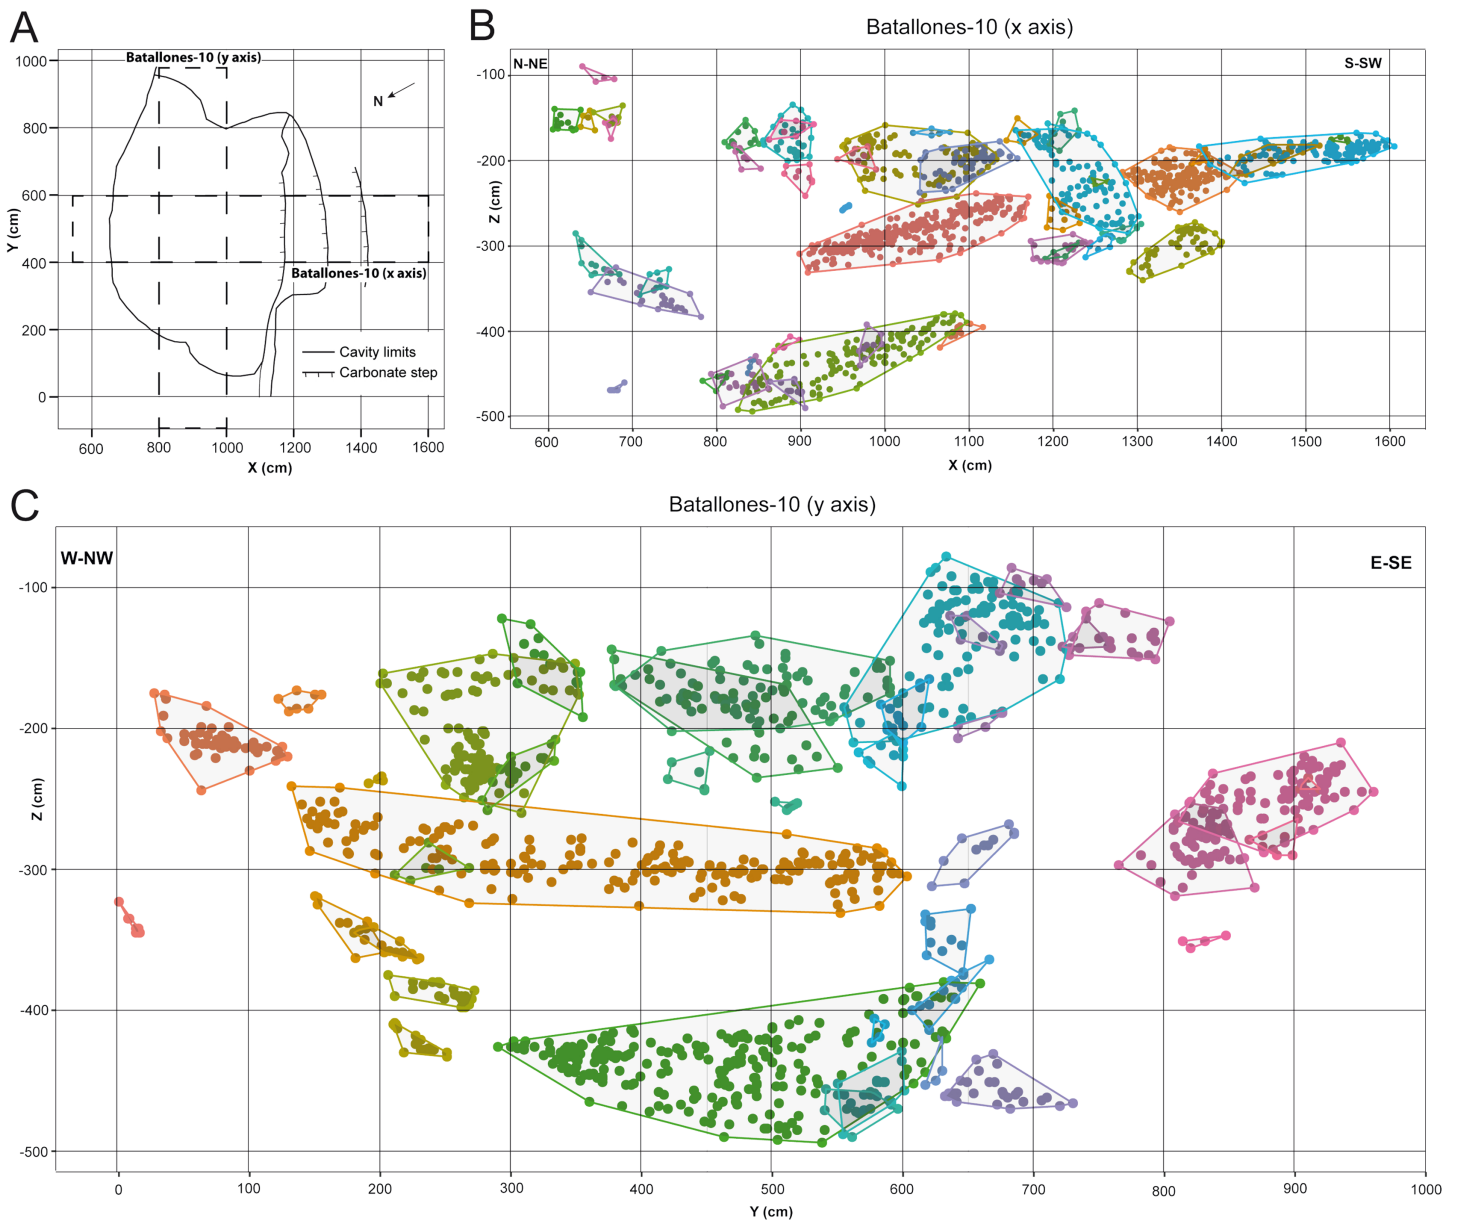 A
Batallones-10 (y axis)
N
1000
800
600
400
200
0
Y (cm)
Batallones-10 (x axis)
Cavity limits
Carbonate step
600 800 1000 1200 1400 1600
X (cm)
B
Batallones-10 (x axis)
N-NE
S-SW
-100
-200
-300
-400
-500
Z (cm)
600 700 800 900 1000 1100 1200 1300 1400 1500 1600
X (cm)
C
Batallones-10 (y axis)
W-NW
E-SE
-100
-200
-300
-400
-500
Z (cm)
0 100 200 300 400 500 600 700 800 900 1000
Y (cm)